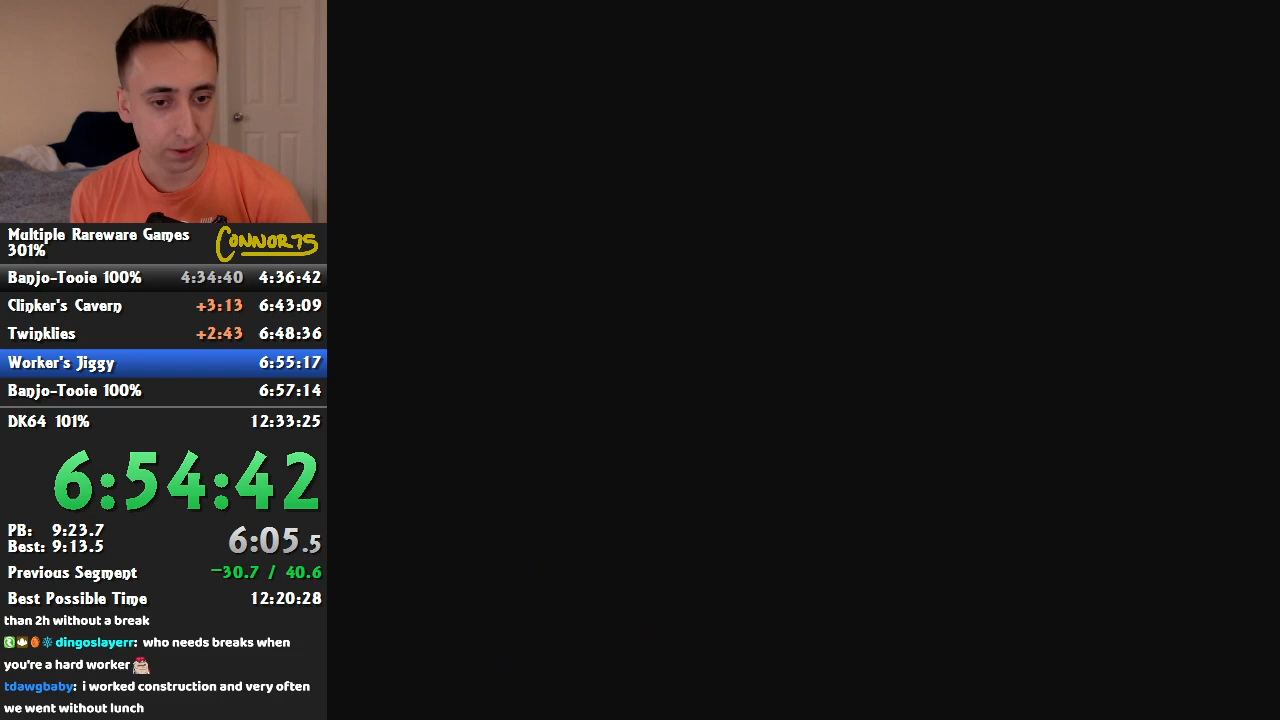 Multiple Rareware Games
301%
CONNOR75
Banjo-Tooie 100% 4:34:40 4:36:42
Clinker's Cavern +3:13 6:43:09
Twinklies +2:43 6:48:36
Worker's Jiggy 6:55:17
Banjo-Tooie 100% 6:57:14
DK64 101% 12:33:25
6:54:42
PB: 9:23.7
Best: 9:13.5
6:05.5
Previous Segment −30.7 / 40.6
Best Possible Time 12:20:28
than 2h without a break
dingoslayerr: who needs breaks when
you're a hard worker
tdawgbaby: i worked construction and very often
we went without lunch